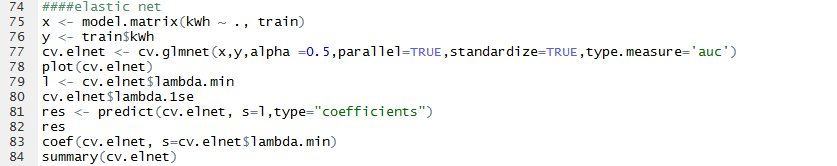 74 ####elastic net
75 x <- model.matrix(kWh ~ ., train)
76 y <- train$kWh
77 cv.elnet <- cv.glmnet(x,y,alpha =0.5,parallel=TRUE,standardize=TRUE,type.measure='auc')
78 plot(cv.elnet)
79 l <- cv.elnet$lambda.min
80 cv.elnet$lambda.1se
81 res <- predict(cv.elnet, s=l,type="coefficients")
82 res
83 coef(cv.elnet, s=cv.elnet$lambda.min)
84 summary(cv.elnet)